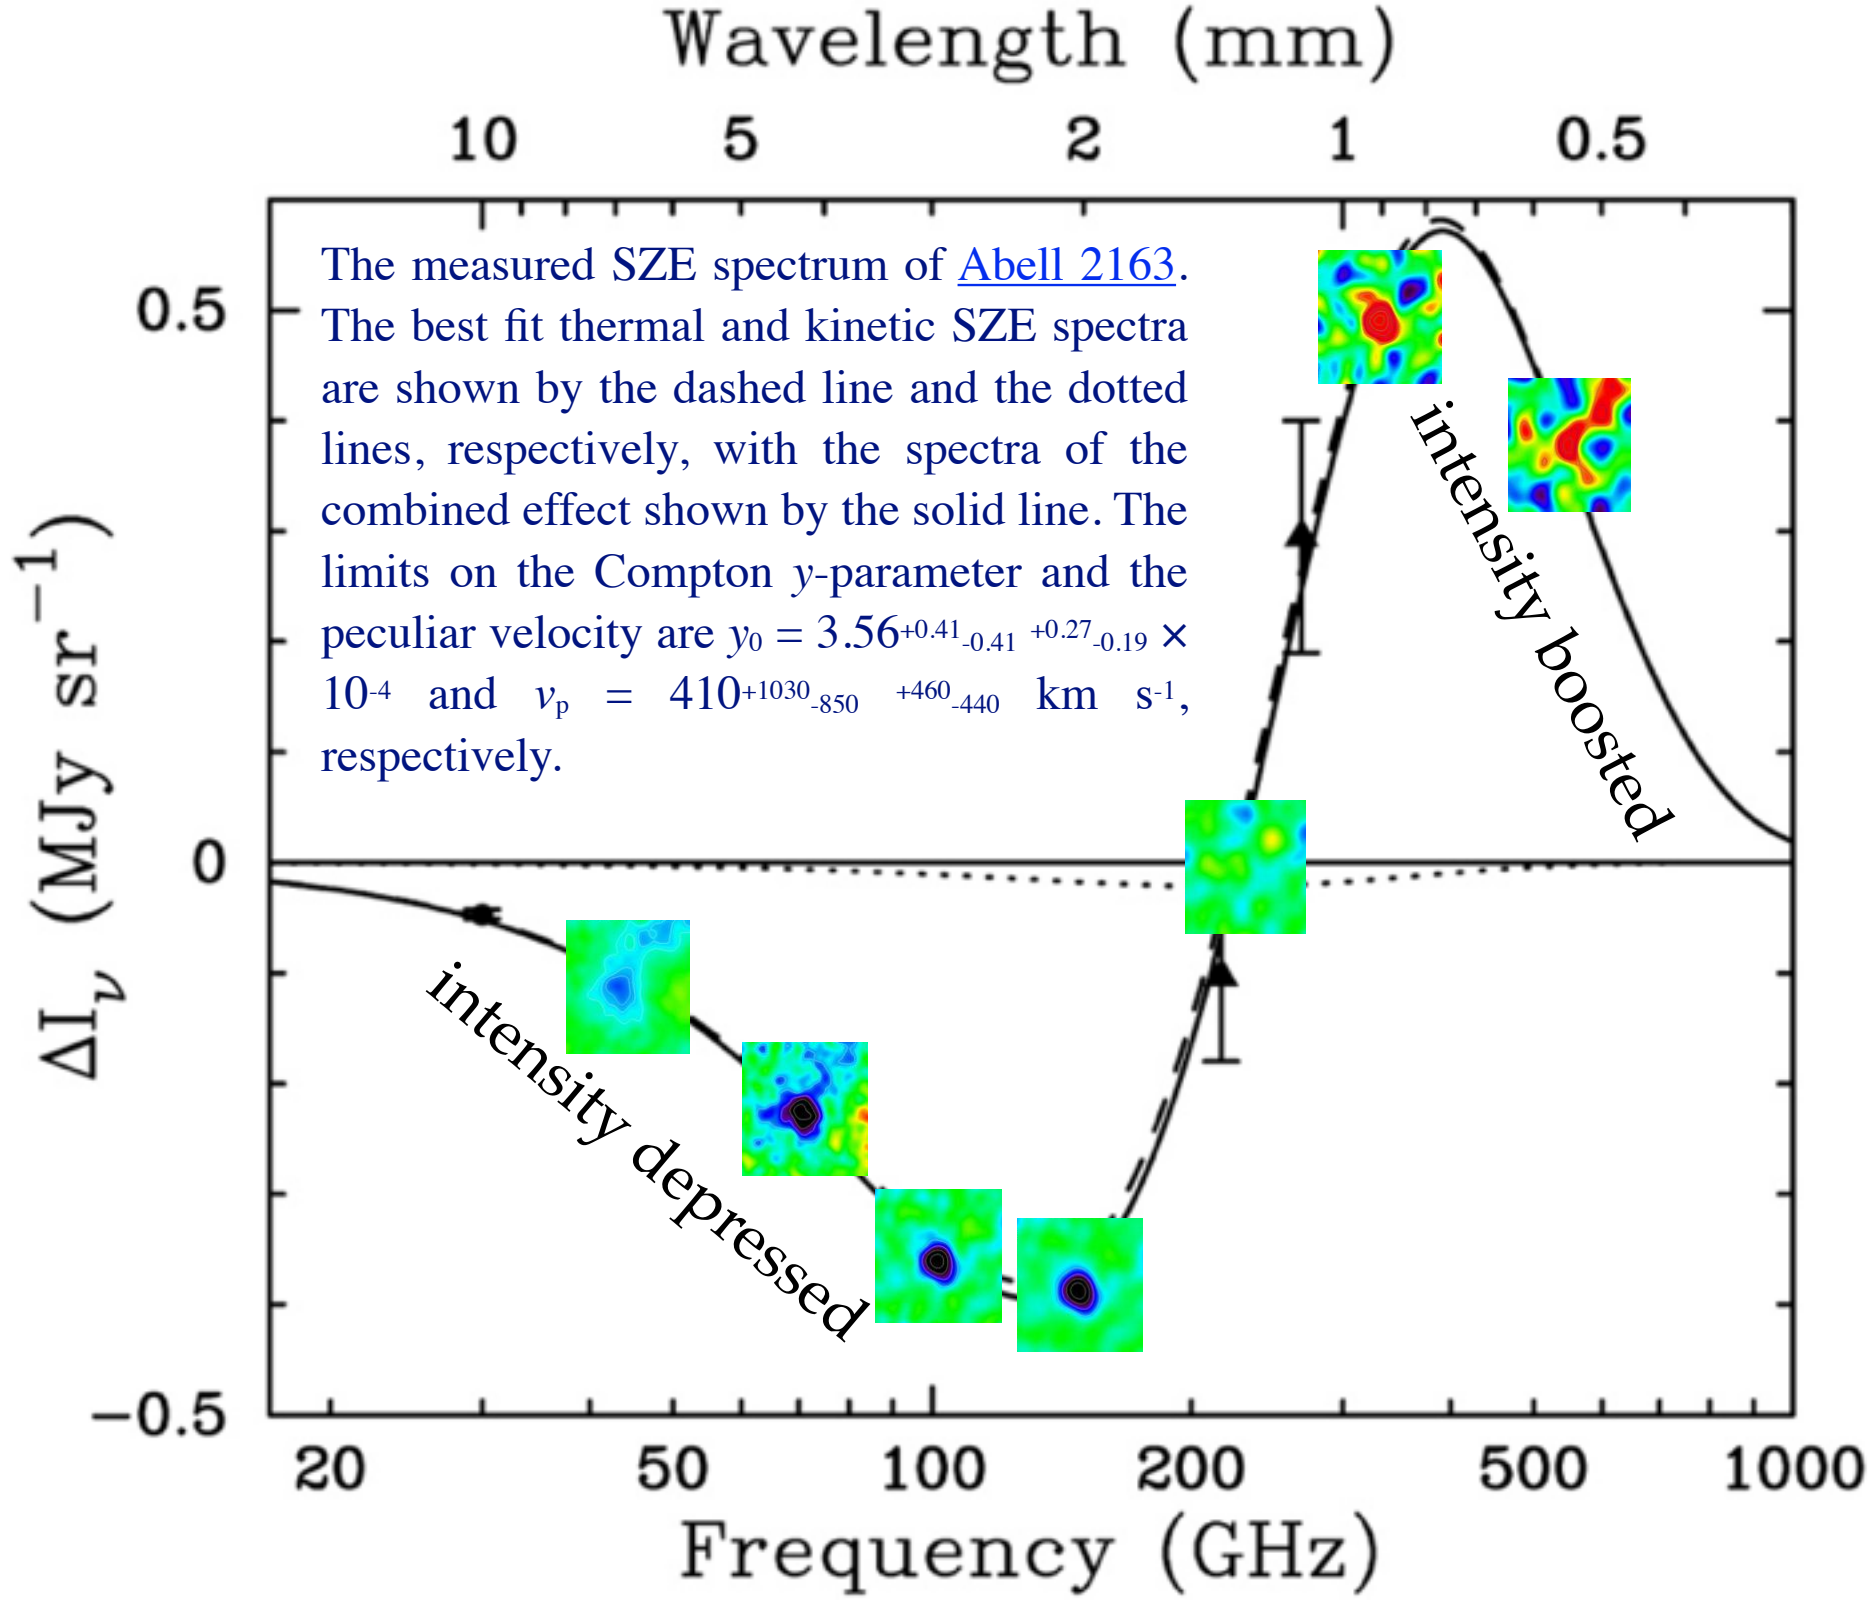 Wavelength (mm)
10 5 2 1 0.5
The measured SZE spectrum of Abell 2163.
The best fit thermal and kinetic SZE spectra
are shown by the dashed line and the dotted
lines, respectively, with the spectra of the
combined effect shown by the solid line. The
limits on the Compton y-parameter and the
peculiar velocity are y₀ = 3.56+0.41-0.41 +0.27-0.19 ×
10-4 and vp = 410+1030-850 +460-440 km s-1,
respectively.
intensity boosted
intensity depressed
0.5
0
−0.5
ΔIν (MJy sr−1)
20 50 100 200 500 1000
Frequency (GHz)